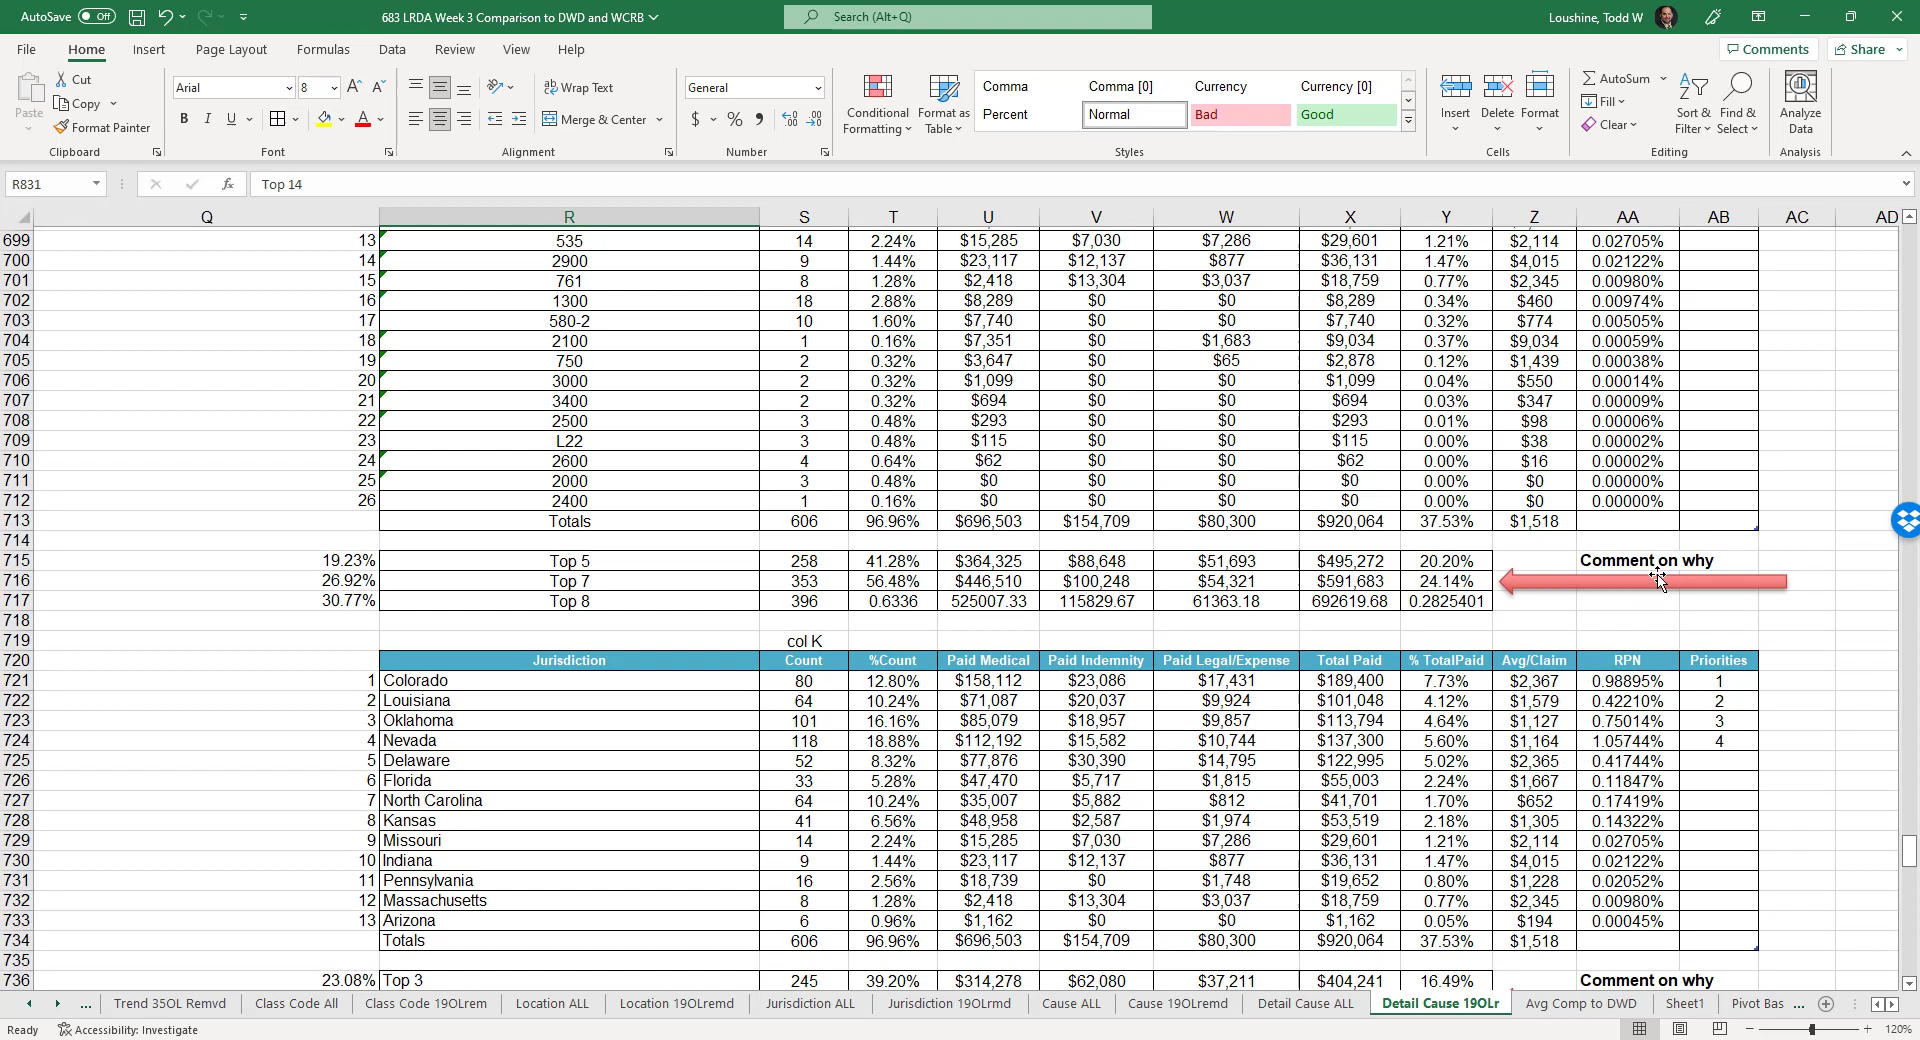 AutoSave Off 683 LRDA Week 3 Comparison to DWD and WCRB Search (Alt+Q) Loushine, Todd W
File Home Insert Page Layout Formulas Data Review View Help Comments Share
Paste Cut Copy Format Painter Clipboard
Arial 8 B I U A Font
ab Wrap Text Merge & Center Alignment
General $ % 9 Number
Conditional Formatting Format as Table Comma Comma [0] Currency Currency [0]
Percent Normal Bad Good Styles
Insert Delete Format Cells
AutoSum Fill Clear Sort & Filter Find & Select Editing
Analyze Data Analysis
R831 fx Top 14
Q R S T U V W X Y Z AA AB AC AD
699 13 535 14 2.24% $15,285 $7,030 $7,286 $29,601 1.21% $2,114 0.02705%
700 14 2900 9 1.44% $23,117 $12,137 $877 $36,131 1.47% $4,015 0.02122%
701 15 761 8 1.28% $2,418 $13,304 $3,037 $18,759 0.77% $2,345 0.00980%
702 16 1300 18 2.88% $8,289 $0 $0 $8,289 0.34% $460 0.00974%
703 17 580-2 10 1.60% $7,740 $0 $0 $7,740 0.32% $774 0.00505%
704 18 2100 1 0.16% $7,351 $0 $1,683 $9,034 0.37% $9,034 0.00059%
705 19 750 2 0.32% $3,647 $0 $65 $2,878 0.12% $1,439 0.00038%
706 20 3000 2 0.32% $1,099 $0 $0 $1,099 0.04% $550 0.00014%
707 21 3400 2 0.32% $694 $0 $0 $694 0.03% $347 0.00009%
708 22 2500 3 0.48% $293 $0 $0 $293 0.01% $98 0.00006%
709 23 L22 3 0.48% $115 $0 $0 $115 0.00% $38 0.00002%
710 24 2600 4 0.64% $62 $0 $0 $62 0.00% $16 0.00002%
711 25 2000 3 0.48% $0 $0 $0 $0 0.00% $0 0.00000%
712 26 2400 1 0.16% $0 $0 $0 $0 0.00% $0 0.00000%
713 Totals 606 96.96% $696,503 $154,709 $80,300 $920,064 37.53% $1,518
714
715 19.23% Top 5 258 41.28% $364,325 $88,648 $51,693 $495,272 20.20% Comment on why
716 26.92% Top 7 353 56.48% $446,510 $100,248 $54,321 $591,683 24.14%
717 30.77% Top 8 396 0.6336 525007.33 115829.67 61363.18 692619.68 0.2825401
718
719 col K
720 Jurisdiction Count %Count Paid Medical Paid Indemnity Paid Legal/Expense Total Paid % TotalPaid Avg/Claim RPN Priorities
721 1 Colorado 80 12.80% $158,112 $23,086 $17,431 $189,400 7.73% $2,367 0.98895% 1
722 2 Louisiana 64 10.24% $71,087 $20,037 $9,924 $101,048 4.12% $1,579 0.42210% 2
723 3 Oklahoma 101 16.16% $85,079 $18,957 $9,857 $113,794 4.64% $1,127 0.75014% 3
724 4 Nevada 118 18.88% $112,192 $15,582 $10,744 $137,300 5.60% $1,164 1.05744% 4
725 5 Delaware 52 8.32% $77,876 $30,390 $14,795 $122,995 5.02% $2,365 0.41744%
726 6 Florida 33 5.28% $47,470 $5,717 $1,815 $55,003 2.24% $1,667 0.11847%
727 7 North Carolina 64 10.24% $35,007 $5,882 $812 $41,701 1.70% $652 0.17419%
728 8 Kansas 41 6.56% $48,958 $2,587 $1,974 $53,519 2.18% $1,305 0.14322%
729 9 Missouri 14 2.24% $15,285 $7,030 $7,286 $29,601 1.21% $2,114 0.02705%
730 10 Indiana 9 1.44% $23,117 $12,137 $877 $36,131 1.47% $4,015 0.02122%
731 11 Pennsylvania 16 2.56% $18,739 $0 $1,748 $19,652 0.80% $1,228 0.02052%
732 12 Massachusetts 8 1.28% $2,418 $13,304 $3,037 $18,759 0.77% $2,345 0.00980%
733 13 Arizona 6 0.96% $1,162 $0 $0 $1,162 0.05% $194 0.00045%
734 Totals 606 96.96% $696,503 $154,709 $80,300 $920,064 37.53% $1,518
735
736 23.08% Top 3 245 39.20% $314,278 $62,080 $37,211 $404,241 16.49% Comment on why
... Trend 35OL Remvd Class Code All Class Code 19OLrem Location ALL Location 19OLremd Jurisdiction ALL Jurisdiction 19OLrmd Cause ALL Cause 19OLremd Detail Cause ALL Detail Cause 19OLr Avg Comp to DWD Sheet1 Pivot Bas ...
Ready Accessibility: Investigate 120%